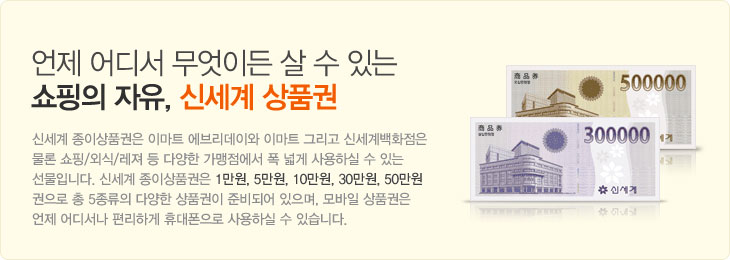 언제 어디서 무엇이든 살 수 있는
쇼핑의 자유, 신세계 상품권
신세계 종이상품권은 이마트 에브리데이와 이마트 그리고 신세계백화점은
물론 쇼핑/외식/레져 등 다양한 가맹점에서 폭 넓게 사용하실 수 있는
선물입니다. 신세계 종이상품권은 1만원, 5만원, 10만원, 30만원, 50만원
권으로 총 5종류의 다양한 상품권이 준비되어 있으며, 모바일 상품권은
언제 어디서나 편리하게 휴대폰으로 사용하실 수 있습니다.
商品券
500000
商品券
300000
신세계